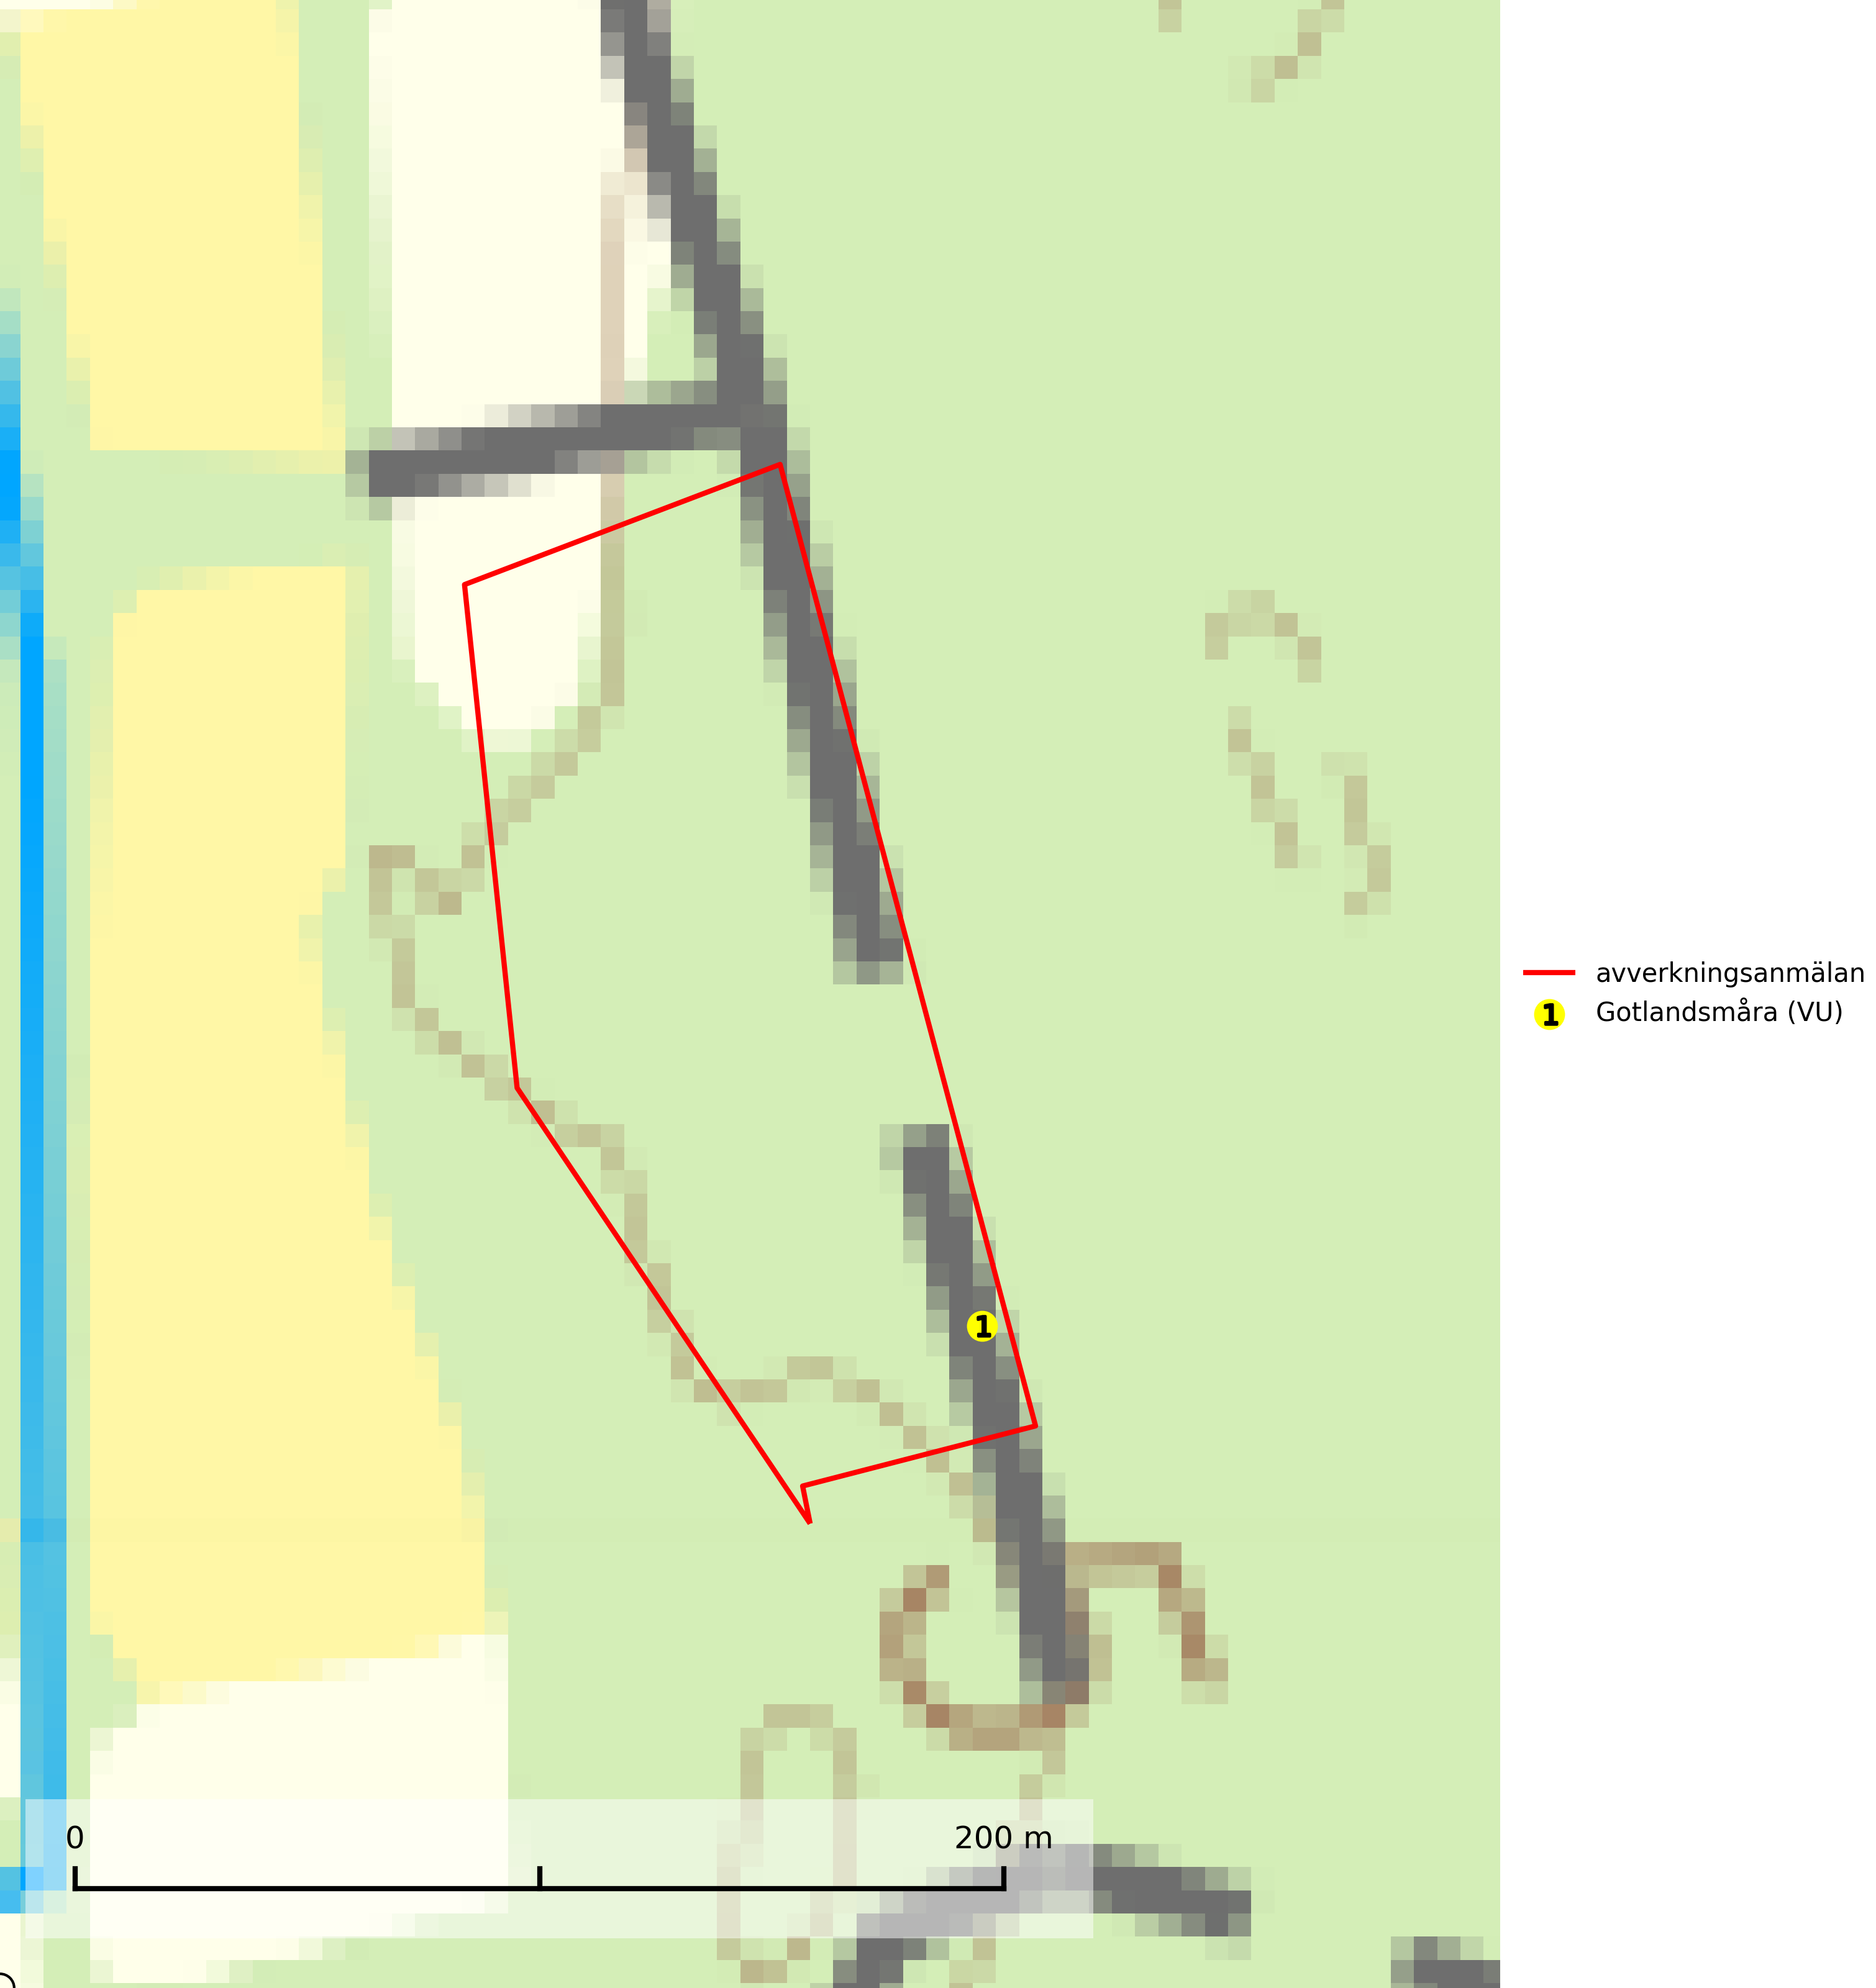 avverkningsanmälan
1 Gotlandsmåra (VU)
1
0 200 m